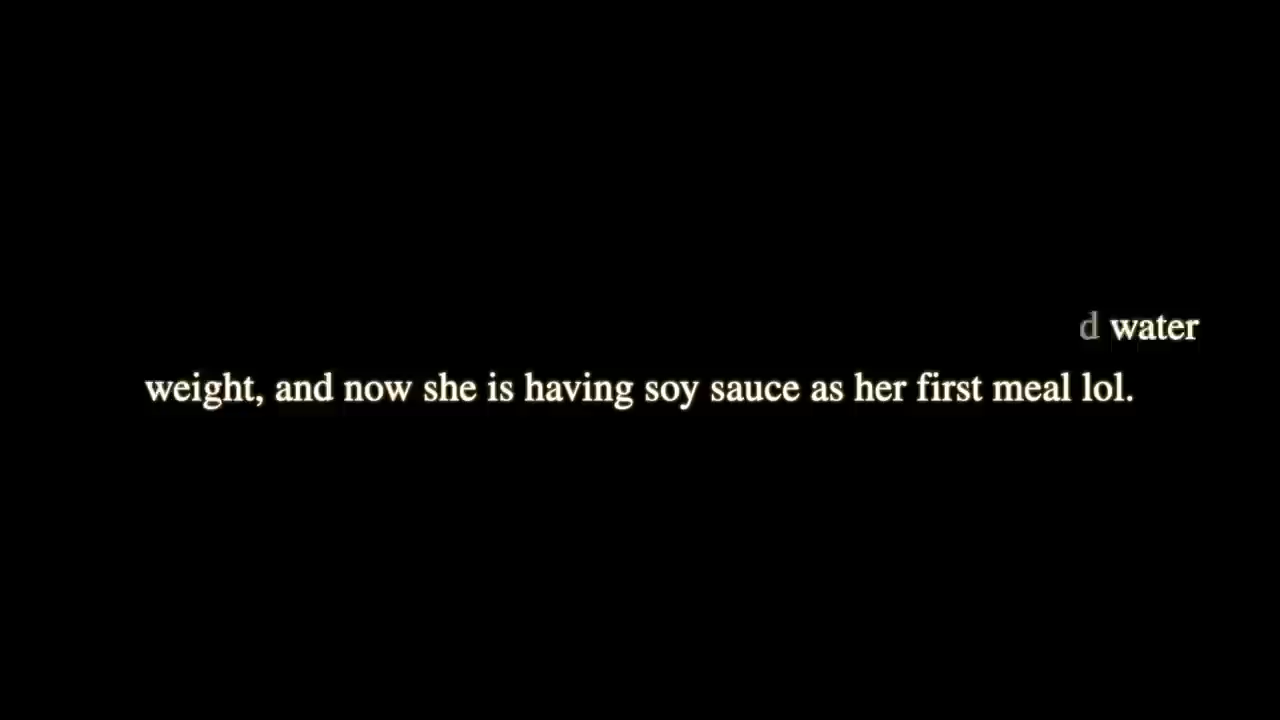 d water
weight, and now she is having soy sauce as her first meal lol.